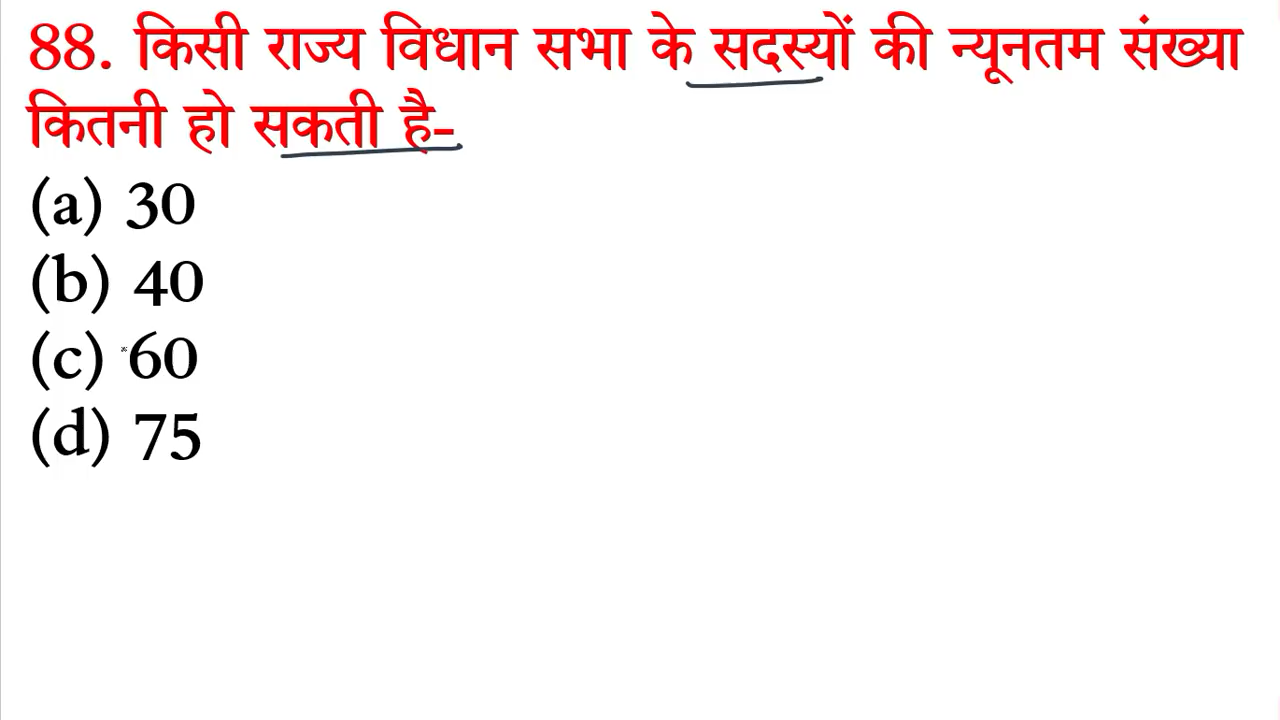 88. किसी राज्य विधान सभा के सदस्यों की न्यूनतम संख्या
कितनी हो सकती है-
(a) 30
(b) 40
(c) 60
(d) 75